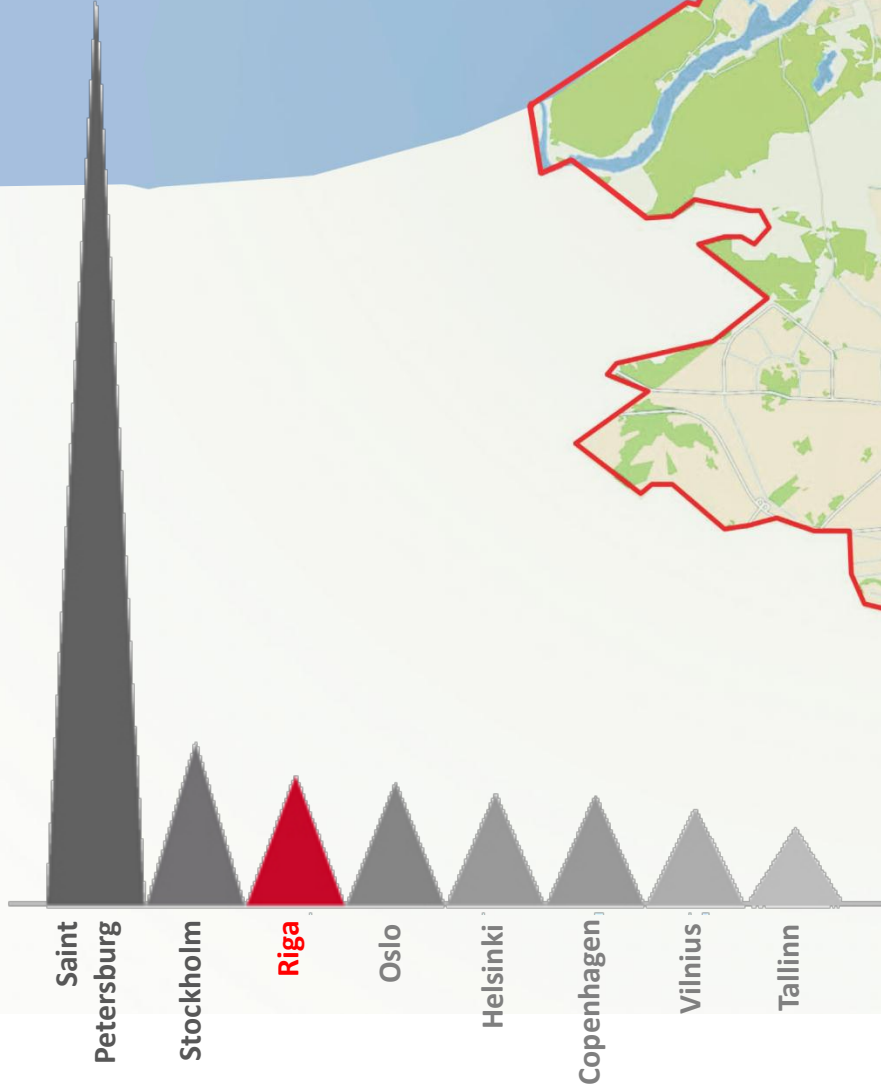 Saint
Petersburg
Stockholm
Riga
Oslo
Helsinki
Copenhagen
Vilnius
Tallinn